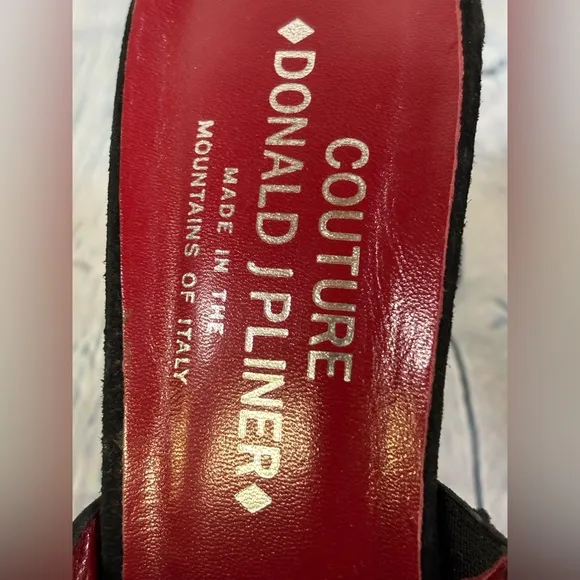 COUTURE
◆DONALD J PLINER◆
MADE IN THE
MOUNTAINS OF ITALY